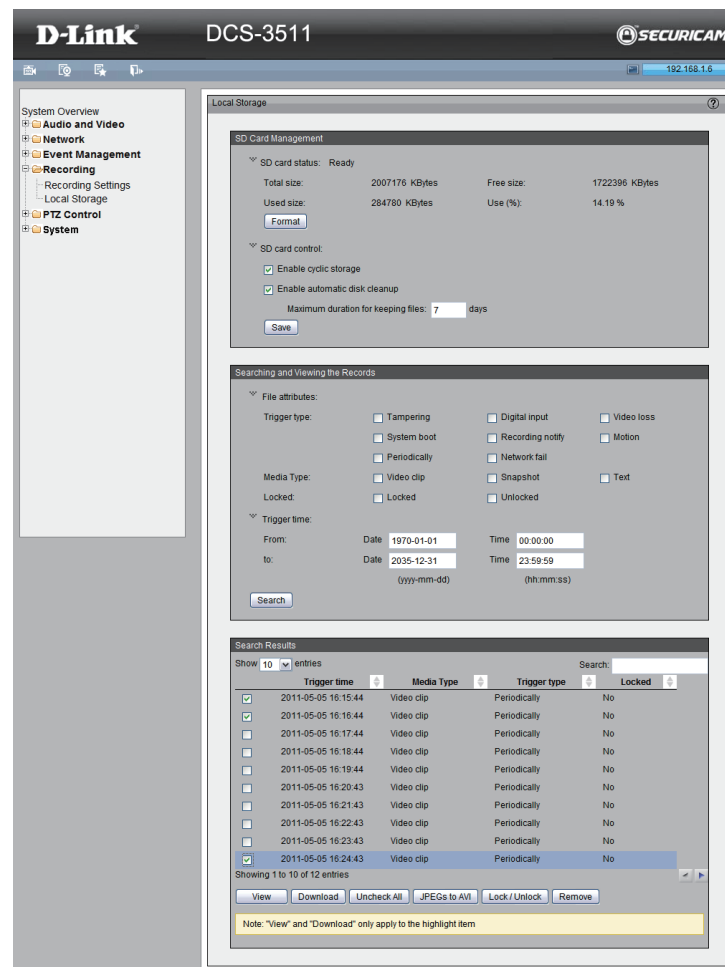 D-Link
DCS-3511
SECURICAM
192.168.1.6
System Overview
Audio and Video
Network
Event Management
Recording
Recording Settings
Local Storage
PTZ Control
System
Local Storage
?
SD Card Management
SD card status: Ready
Total size: 2007176 KBytes Free size: 1722396 KBytes
Used size: 284780 KBytes Use (%): 14.19 %
Format
SD card control:
Enable cyclic storage
Enable automatic disk cleanup
Maximum duration for keeping files: 7 days
Save
Searching and Viewing the Records
File attributes:
Trigger type: Tampering Digital input Video loss
System boot Recording notify Motion
Periodically Network fail
Media Type: Video clip Snapshot Text
Locked: Locked Unlocked
Trigger time:
From: Date 1970-01-01 Time 00:00:00
to: Date 2035-12-31 Time 23:59:59
(yyyy-mm-dd) (hh:mm:ss)
Search
Search Results
Show 10 entries Search:
Trigger time Media Type Trigger type Locked
2011-05-05 16:15:44 Video clip Periodically No
2011-05-05 16:16:44 Video clip Periodically No
2011-05-05 16:17:44 Video clip Periodically No
2011-05-05 16:18:44 Video clip Periodically No
2011-05-05 16:19:44 Video clip Periodically No
2011-05-05 16:20:43 Video clip Periodically No
2011-05-05 16:21:43 Video clip Periodically No
2011-05-05 16:22:43 Video clip Periodically No
2011-05-05 16:23:43 Video clip Periodically No
2011-05-05 16:24:43 Video clip Periodically No
Showing 1 to 10 of 12 entries
View Download Uncheck All JPEGs to AVI Lock / Unlock Remove
Note: "View" and "Download" only apply to the highlight item